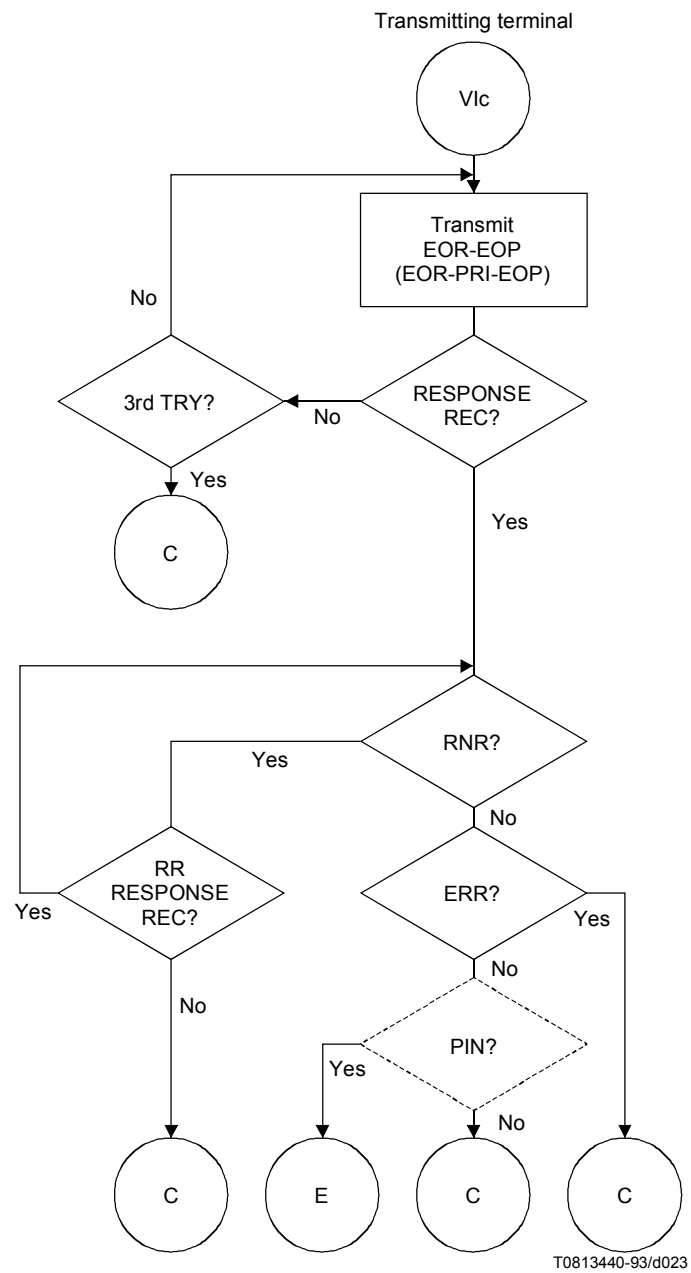 Transmitting terminal
VIc
Transmit
EOR-EOP
(EOR-PRI-EOP)
No
3rd TRY?
No
RESPONSE
REC?
Yes
C
Yes
RNR?
Yes
No
RR
RESPONSE
REC?
ERR?
Yes
Yes
No
No
PIN?
Yes
No
C
E
C
C
T0813440-93/d023